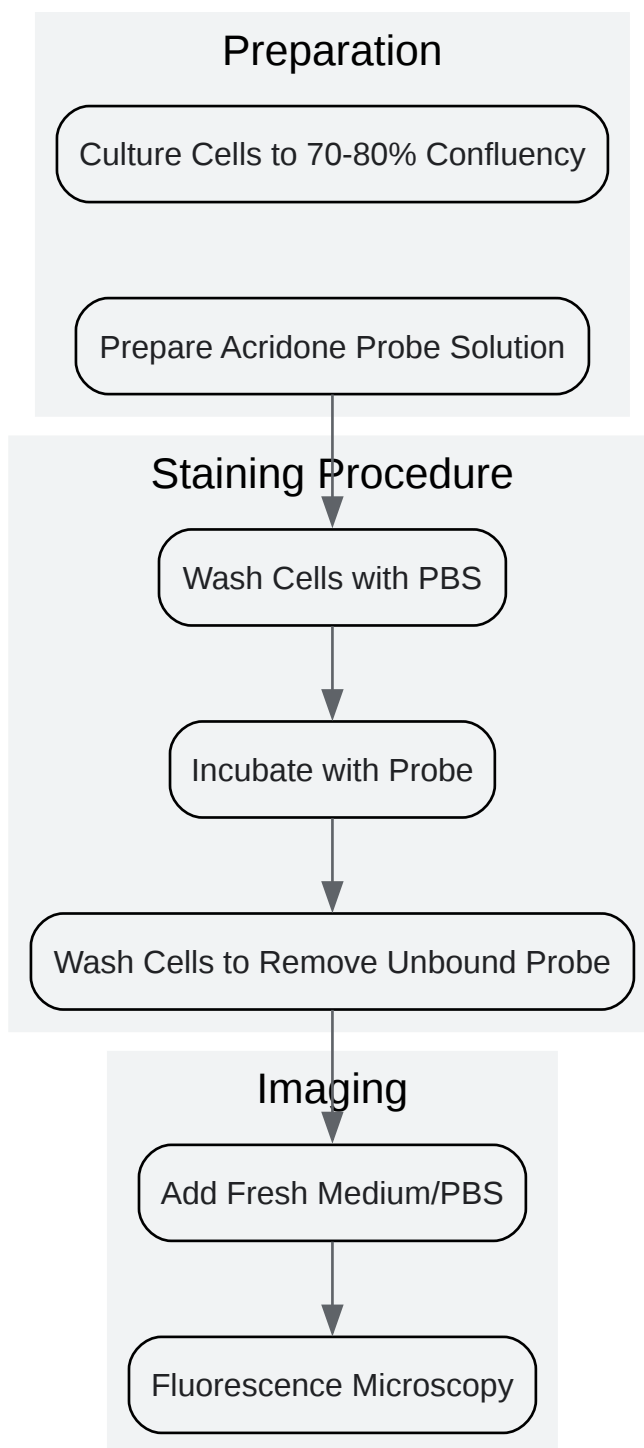 Preparation
Culture Cells to 70-80% Confluency
Prepare Acridone Probe Solution
Staining Procedure
Wash Cells with PBS
Incubate with Probe
Wash Cells to Remove Unbound Probe
Imaging
Add Fresh Medium/PBS
Fluorescence Microscopy